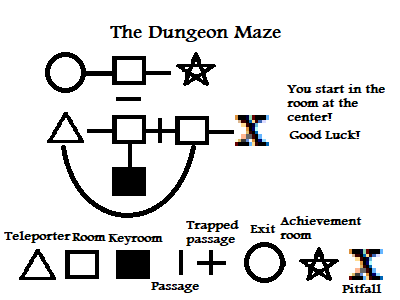 The Dungeon Maze
You start in the
room at the
center!
Good Luck!
Teleporter Room Keyroom
Passage
Trapped
passage
Exit
Achievement
room
Pitfall